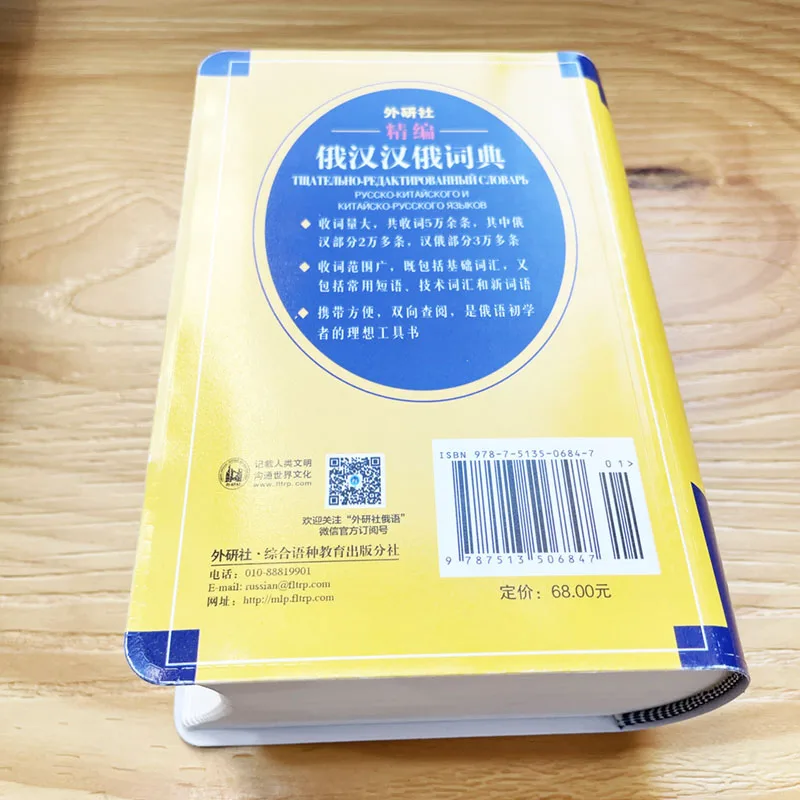 外研社
精编
俄汉汉俄词典
ТЩАТЕЛЬНО-РЕДАКТИРОВАННЫЙ СЛОВАРЬ
РУССКО-КИТАЙСКОГО И
КИТАЙСКО-РУССКОГО ЯЗЫКОВ
收词量大，共收词5万余条，其中俄
汉部分2万多条，汉俄部分3万多条
收词范围广，既包括基础词汇，又
包括常用短语、技术词汇和新词语
携带方便，双向查阅，是俄语初学
者的理想工具书
记载人类文明
沟通世界文化
www.fltrp.com
欢迎关注“外研社俄语”
微信官方订阅号
外研社·综合语种教育出版分社
电话：010-88819901
E-mail: russian@fltrp.com
网址：http://mlp.fltrp.com
ISBN 978-7-5135-0684-7
01>
9 787513 506847
定价：68.00元